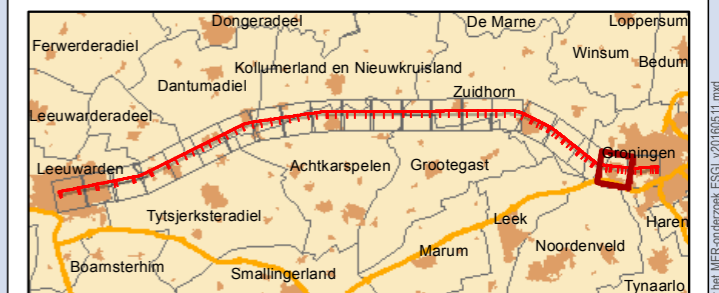 Dongeradeel
De Marne
Loppersum
Ferwerderadiel
Winsum
Bedum
Kollumerland en Nieuwkruisland
Dantumadiel
Zuidhorn
Leeuwarderadeel
Groningen
Leeuwarden
Achtkarspelen
Grootegast
Tytsjerksteradiel
Leek
Haren
Noordenveld
Marum
Boarnsterhim
Smallingerland
Tynaarlo